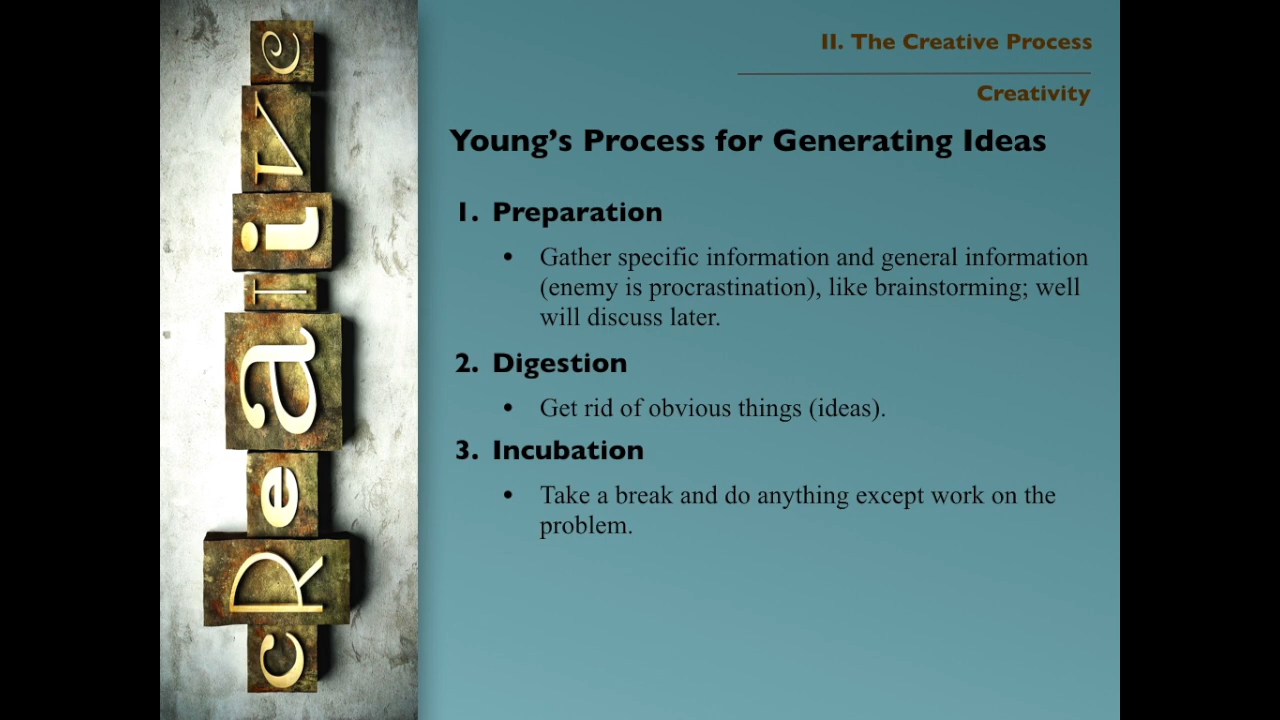 cReaTive
II. The Creative Process
Creativity
Young's Process for Generating Ideas
1. Preparation
• Gather specific information and general information
(enemy is procrastination), like brainstorming; well
will discuss later.
2. Digestion
• Get rid of obvious things (ideas).
3. Incubation
• Take a break and do anything except work on the
problem.